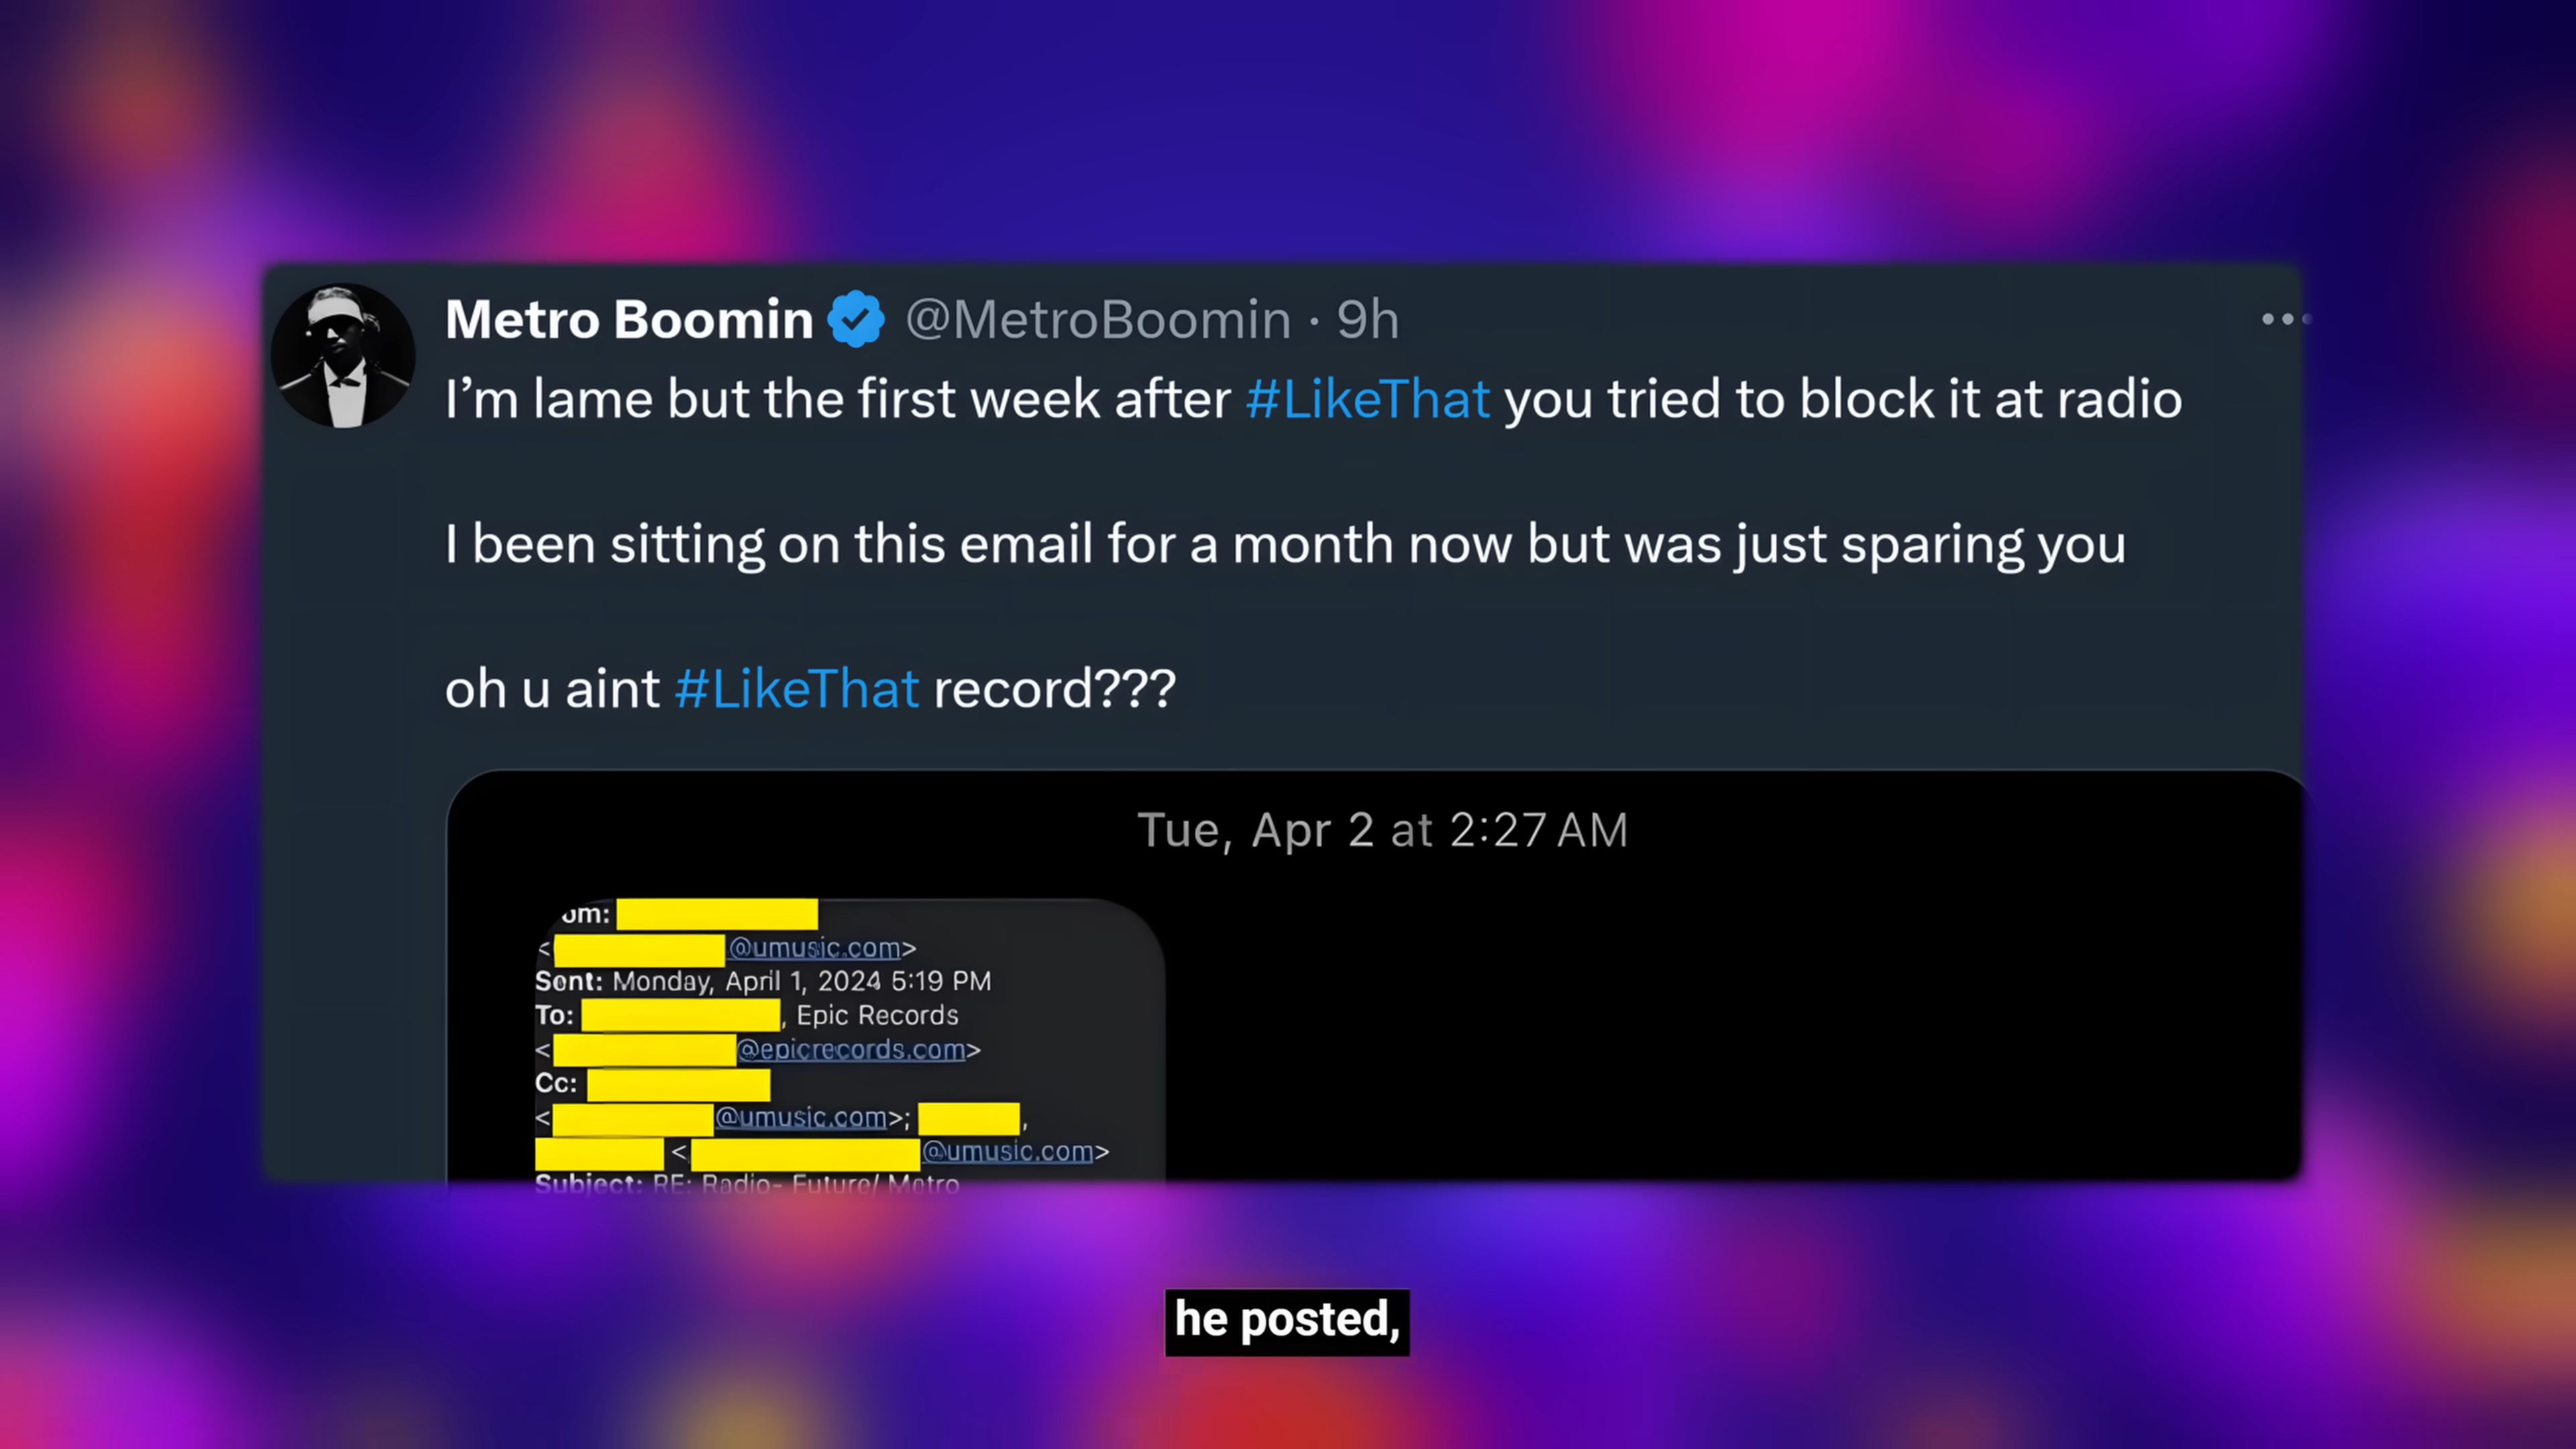 Metro Boomin @MetroBoomin · 9h
I'm lame but the first week after #LikeThat you tried to block it at radio
I been sitting on this email for a month now but was just sparing you
oh u aint #LikeThat record???
Tue, Apr 2 at 2:27 AM
om:
< @umusic.com>
Sent: Monday, April 1, 2024 5:19 PM
To: , Epic Records
< @epicrecords.com>
Cc:
< @umusic.com>; ,
< @umusic.com>
Subject: RE: Radio- Future/ Metro
he posted,